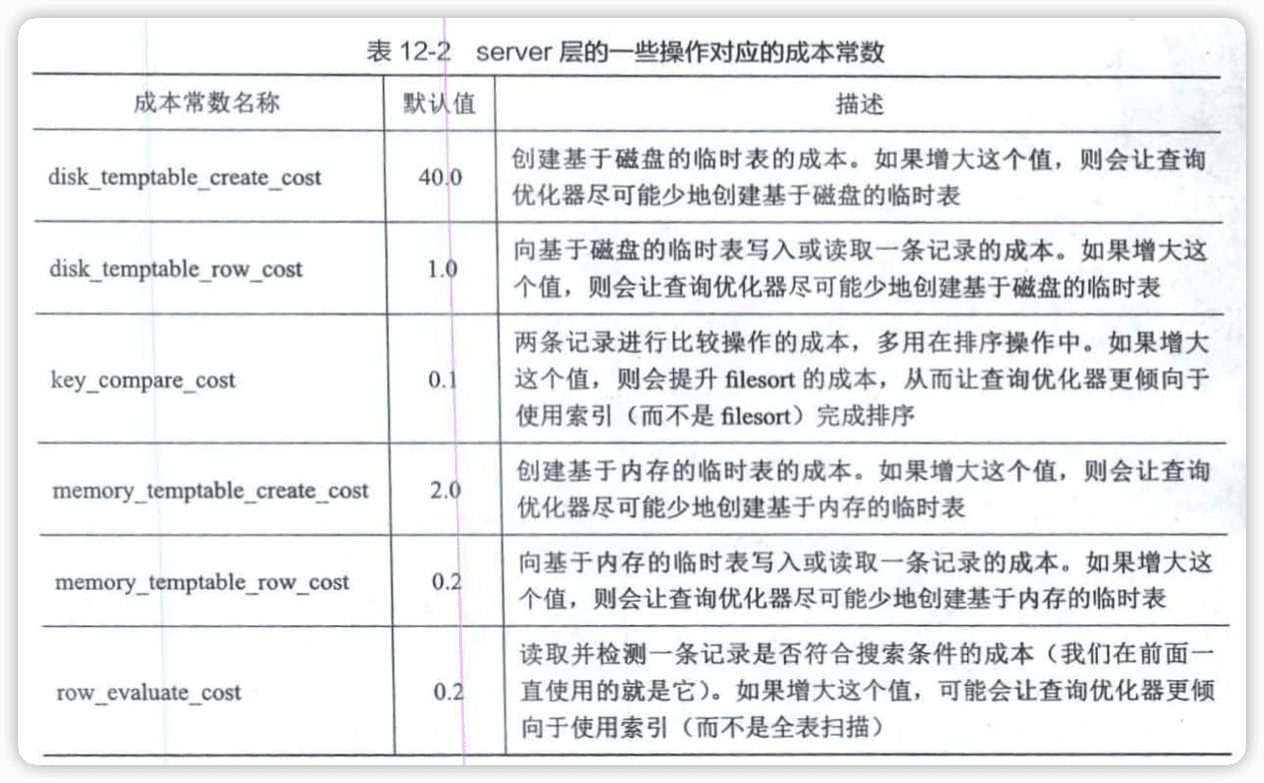 表 12-2 server 层的一些操作对应的成本常数
成本常数名称 默认值 描述
disk_temptable_create_cost 40.0 创建基于磁盘的临时表的成本。如果增大这个值，则会让查询
优化器尽可能少地创建基于磁盘的临时表
disk_temptable_row_cost 1.0 向基于磁盘的临时表写入或读取一条记录的成本。如果增大这
个值，则会让查询优化器尽可能少地创建基于磁盘的临时表
key_compare_cost 0.1 两条记录进行比较操作的成本，多用在排序操作中。如果增大
这个值，则会提升 filesort 的成本，从而让查询优化器更倾向于
使用索引（而不是 filesort）完成排序
memory_temptable_create_cost 2.0 创建基于内存的临时表的成本。如果增大这个值，则会让查询
优化器尽可能少地创建基于内存的临时表
memory_temptable_row_cost 0.2 向基于内存的临时表写入或读取一条记录的成本。如果增大这
个值，则会让查询优化器尽可能少地创建基于内存的临时表
row_evaluate_cost 0.2 读取并检测一条记录是否符合搜索条件的成本（我们在前面一
直使用的就是它）。如果增大这个值，可能会让查询优化器更倾
向于使用索引（而不是全表扫描）